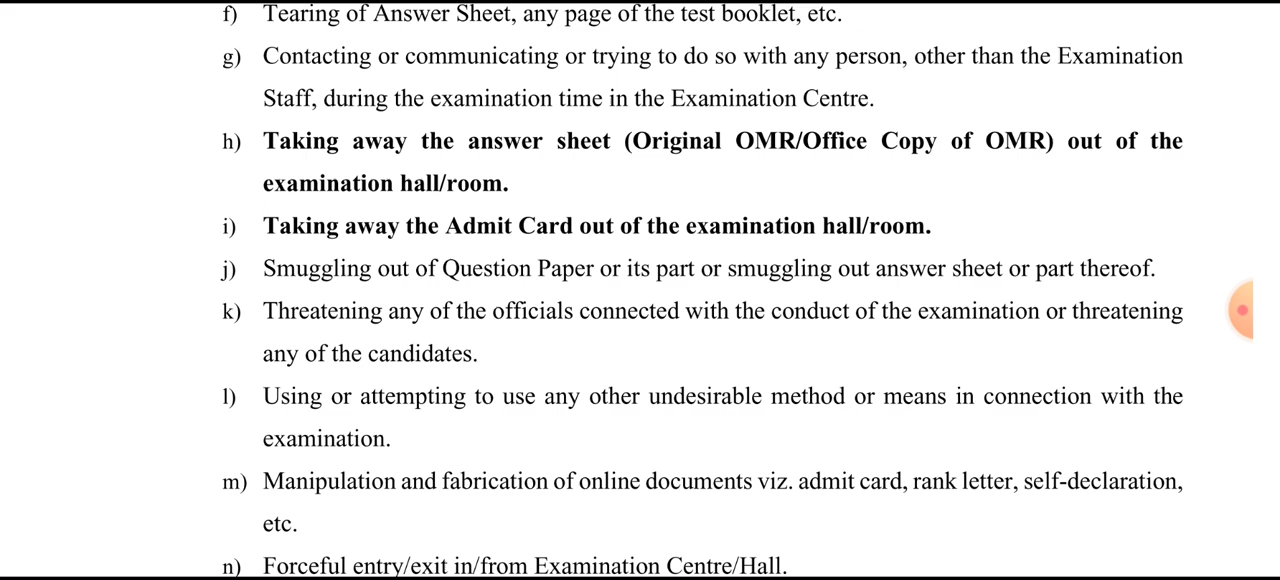 f) Tearing of Answer Sheet, any page of the test booklet, etc.
g) Contacting or communicating or trying to do so with any person, other than the Examination
Staff, during the examination time in the Examination Centre.
h) Taking away the answer sheet (Original OMR/Office Copy of OMR) out of the
examination hall/room.
i) Taking away the Admit Card out of the examination hall/room.
j) Smuggling out of Question Paper or its part or smuggling out answer sheet or part thereof.
k) Threatening any of the officials connected with the conduct of the examination or threatening
any of the candidates.
l) Using or attempting to use any other undesirable method or means in connection with the
examination.
m) Manipulation and fabrication of online documents viz. admit card, rank letter, self-declaration,
etc.
n) Forceful entry/exit in/from Examination Centre/Hall.